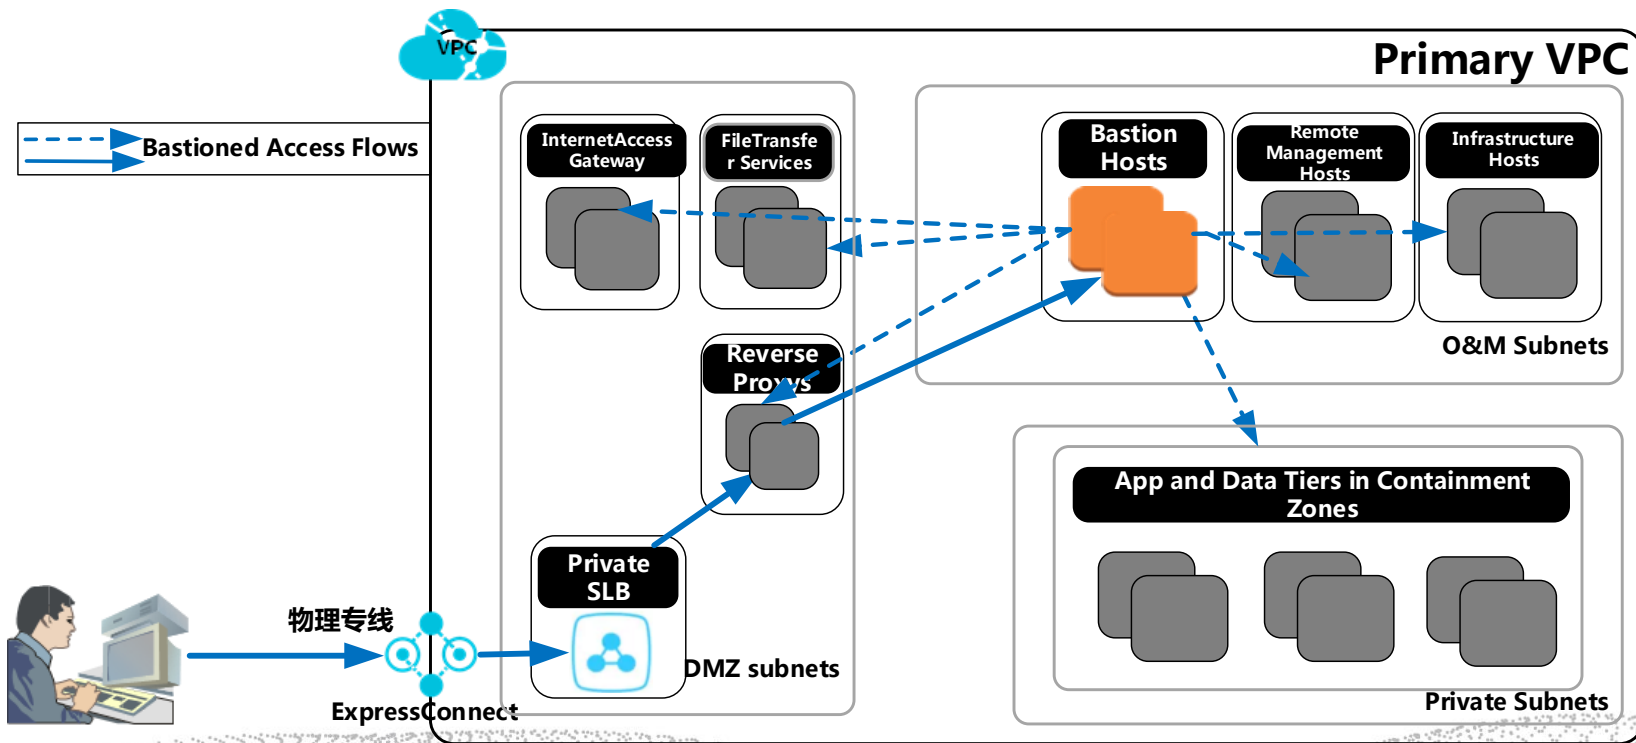 VPC
Primary VPC
Bastioned Access Flows
InternetAccess
Gateway
FileTransfe
r Services
Bastion
Hosts
Remote
Management
Hosts
Infrastructure
Hosts
O&M Subnets
Reverse
Proxys
App and Data Tiers in Containment
Zones
Private
SLB
物理专线
DMZ subnets
Private Subnets
ExpressConnect